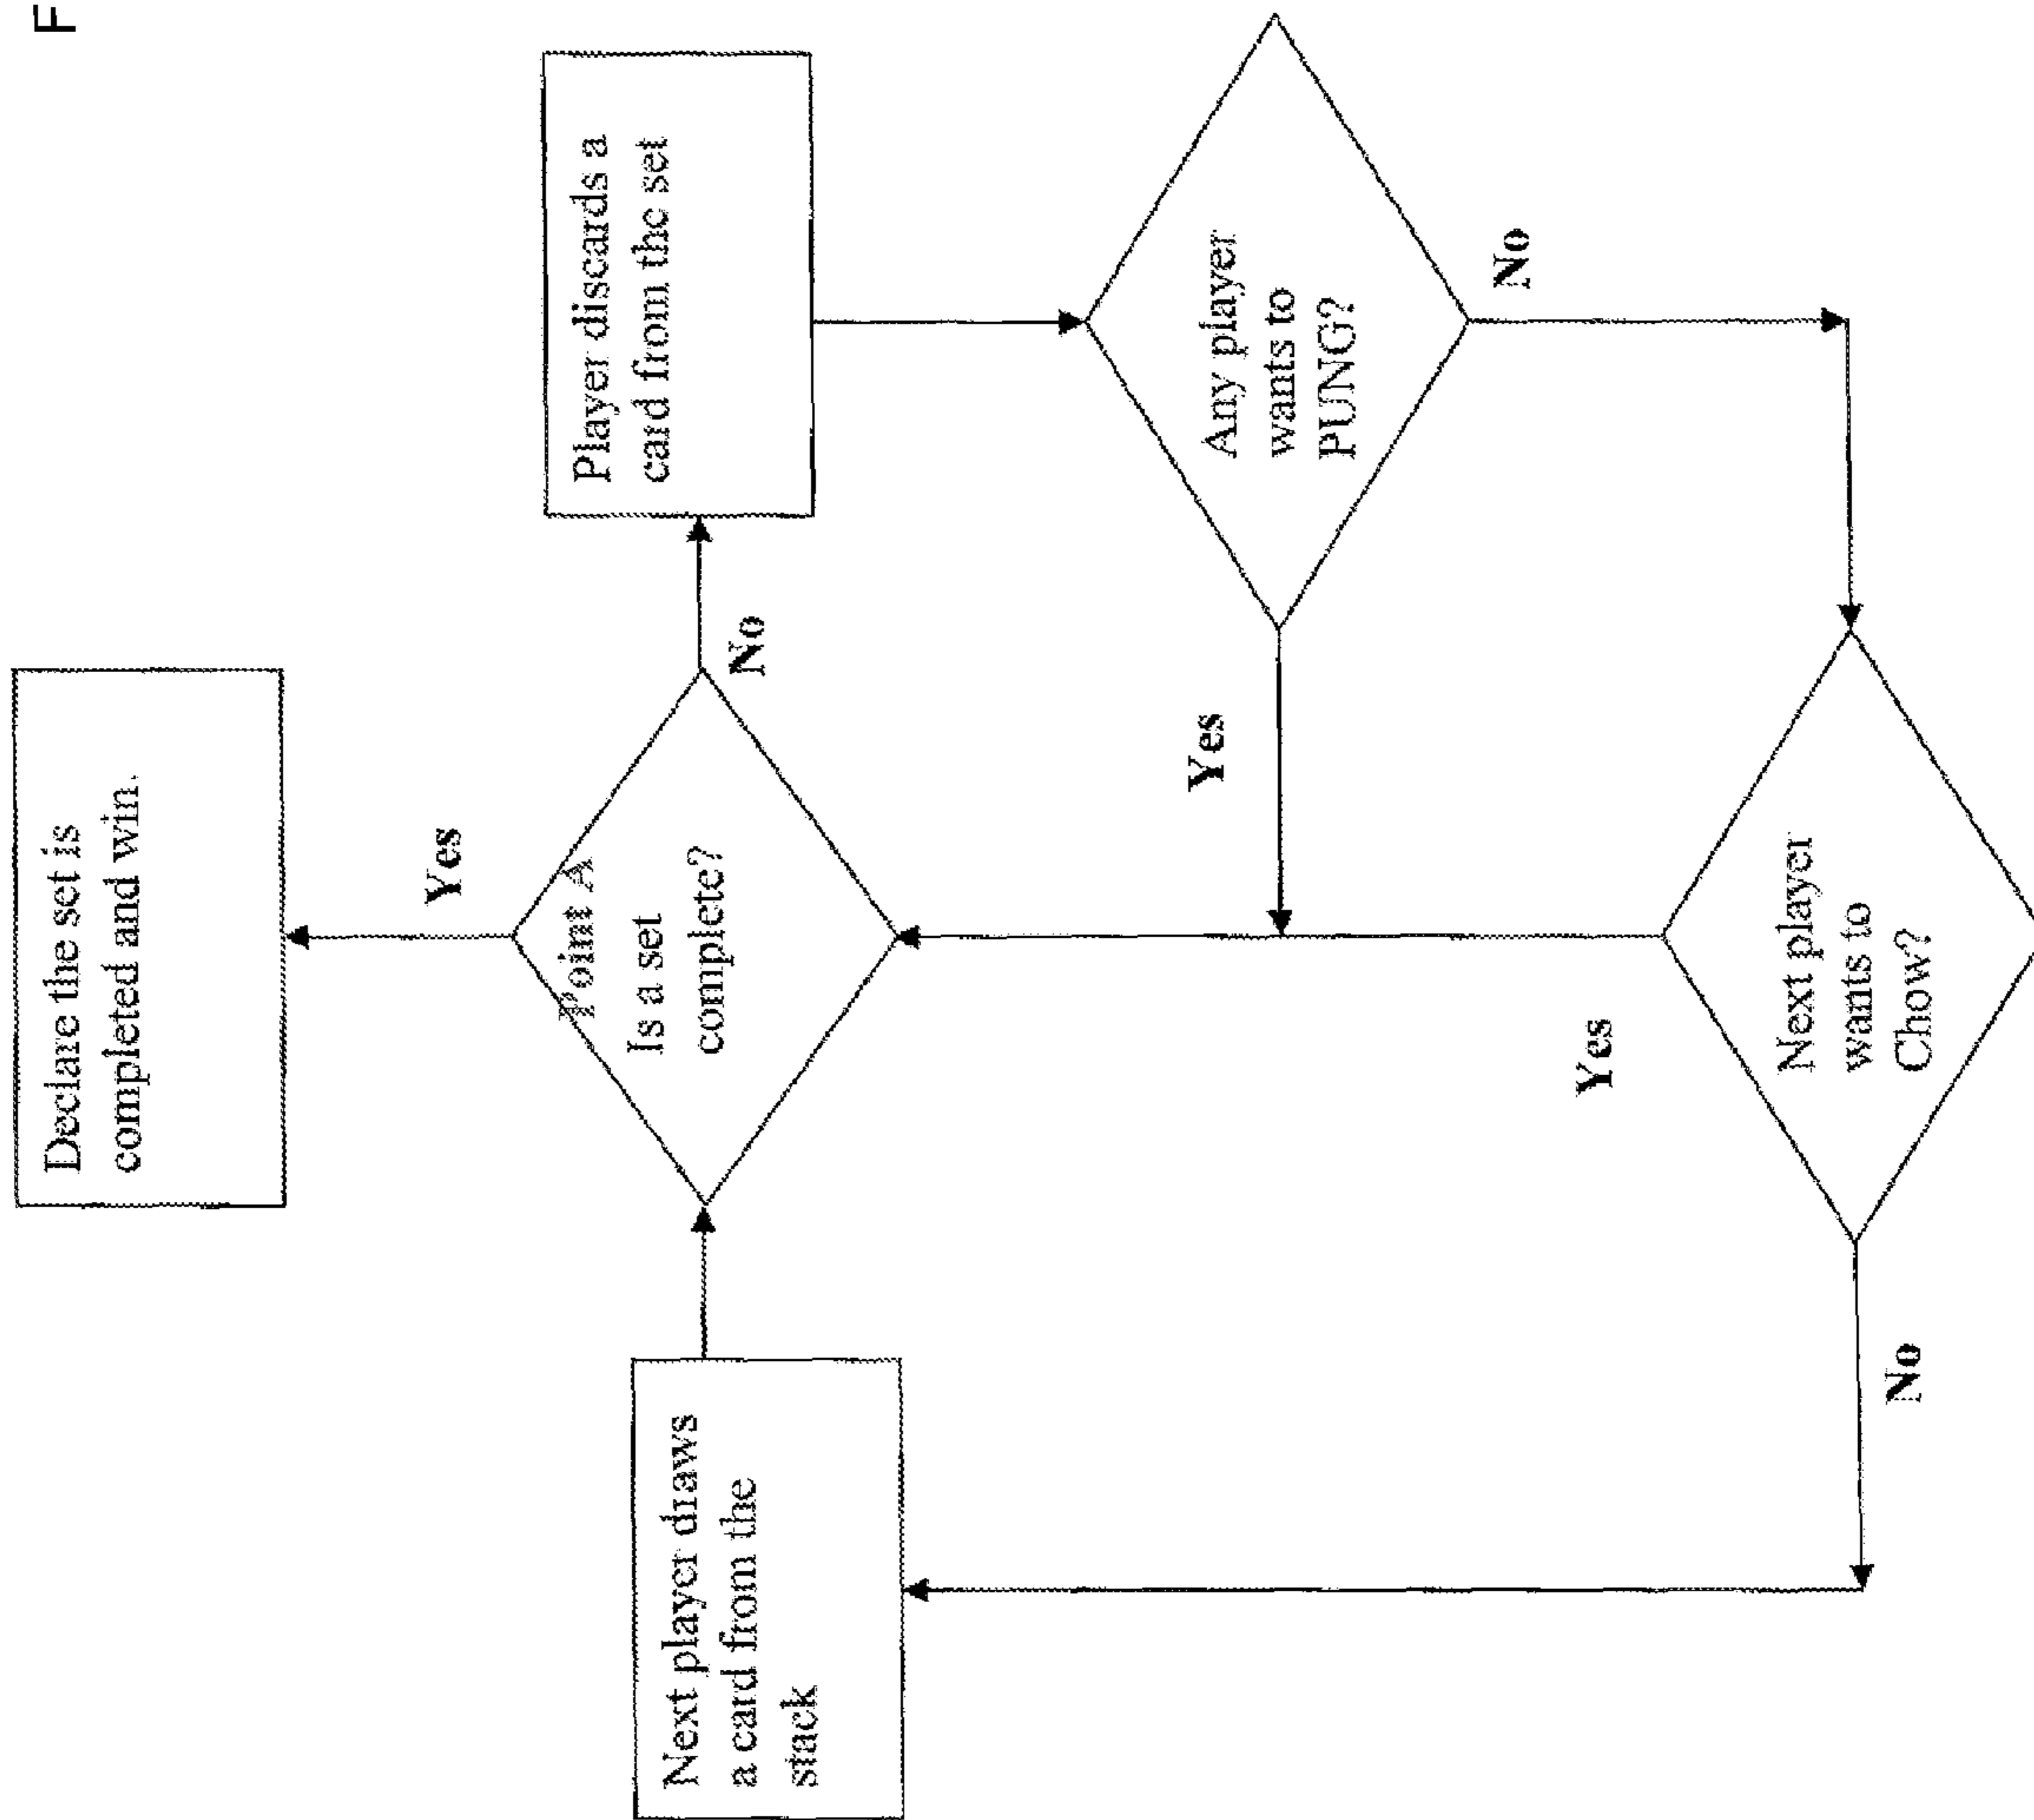 F
Declare the set is
completed and win.
Yes
Point A
Is a set
complete?
No
Player discards a
card from the set
Next player draws
a card from the
stack
Any player
wants to
PUNG?
Yes
No
Next player
wants to
Chow?
Yes
No